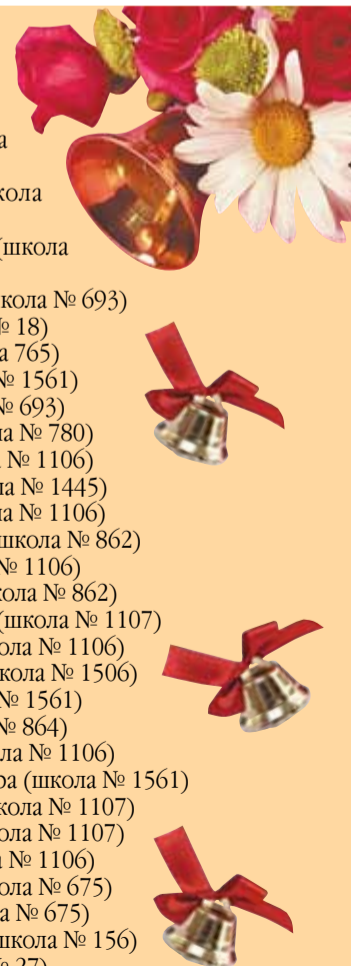 а
кола
(школа
кола № 693)
№ 18)
а 765)
№ 1561)
№ 693)
ла № 780)
а № 1106)
ла № 1445)
ла № 1106)
школа № 862)
№ 1106)
кола № 862)
(школа № 1107)
ола № 1106)
кола № 1506)
№ 1561)
№ 864)
ла № 1106)
ра (школа № 1561)
кола № 1107)
ола № 1107)
а № 1106)
ола № 675)
а № 675)
школа № 156)